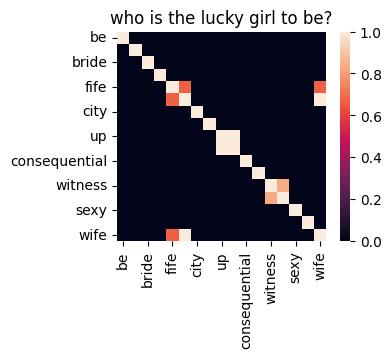 who is the lucky girl to be?
be
bride
fife
city
up
consequential
witness
sexy
wife
1.0
0.8
0.6
0.4
0.2
0.0
be
bride
fife
city
up
consequential
witness
sexy
wife